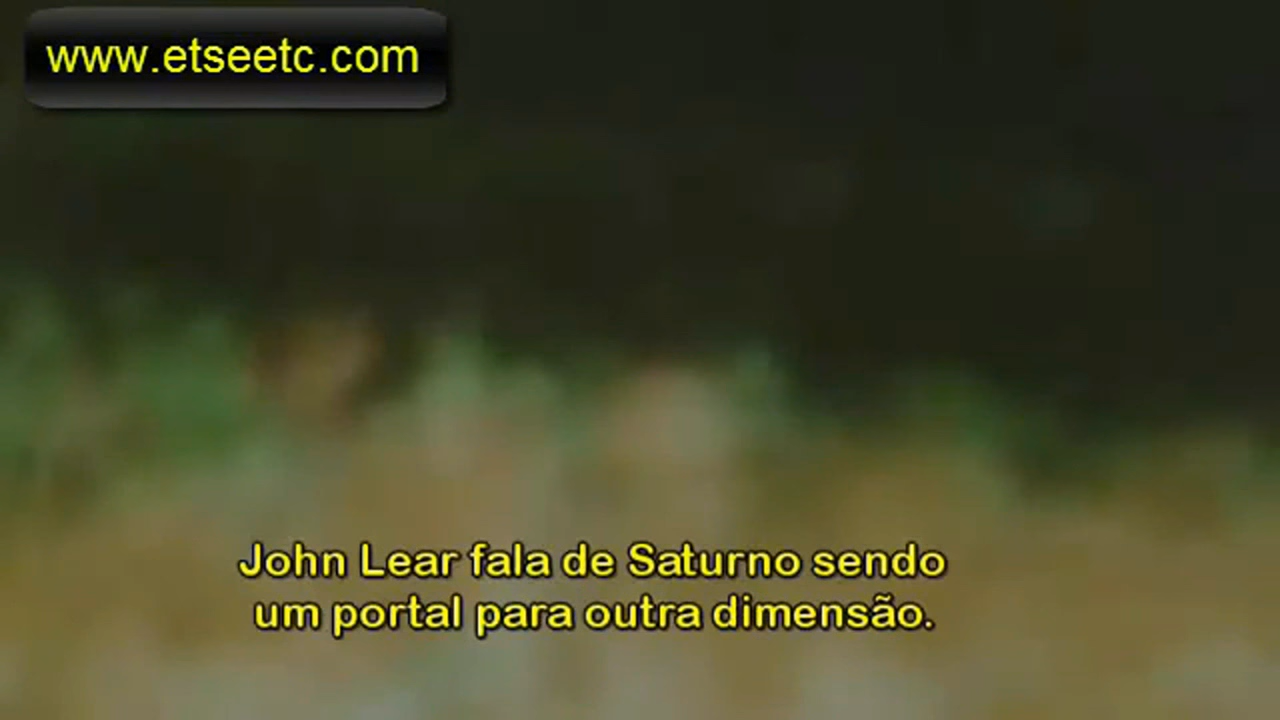 www.etseetc.com
John Lear fala de Saturno sendo
um portal para outra dimensão.